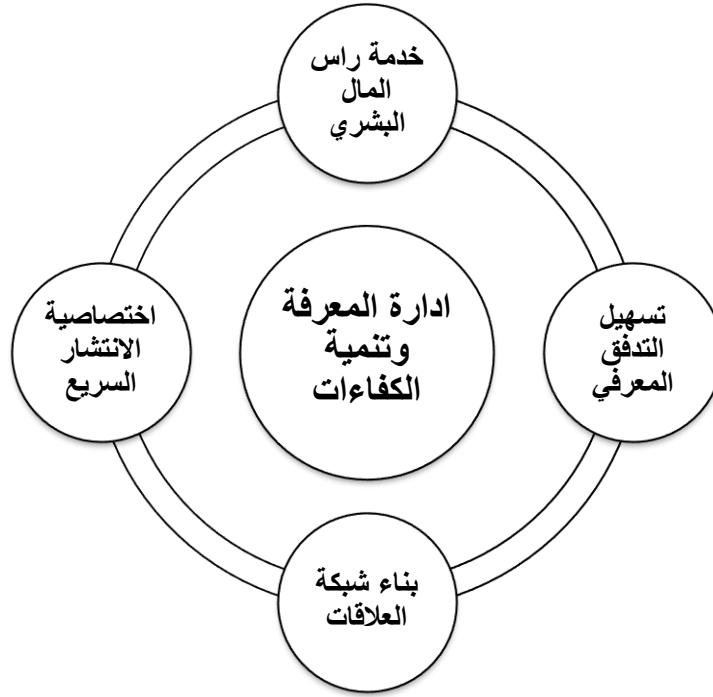 خدمة راس
المال
البشري
تسهيل
التدفق
المعرفي
ادارة المعرفة
وتنمية
الكفاءات
اختصاصية
الانتشار
السريع
بناء شبكة
العلاقات